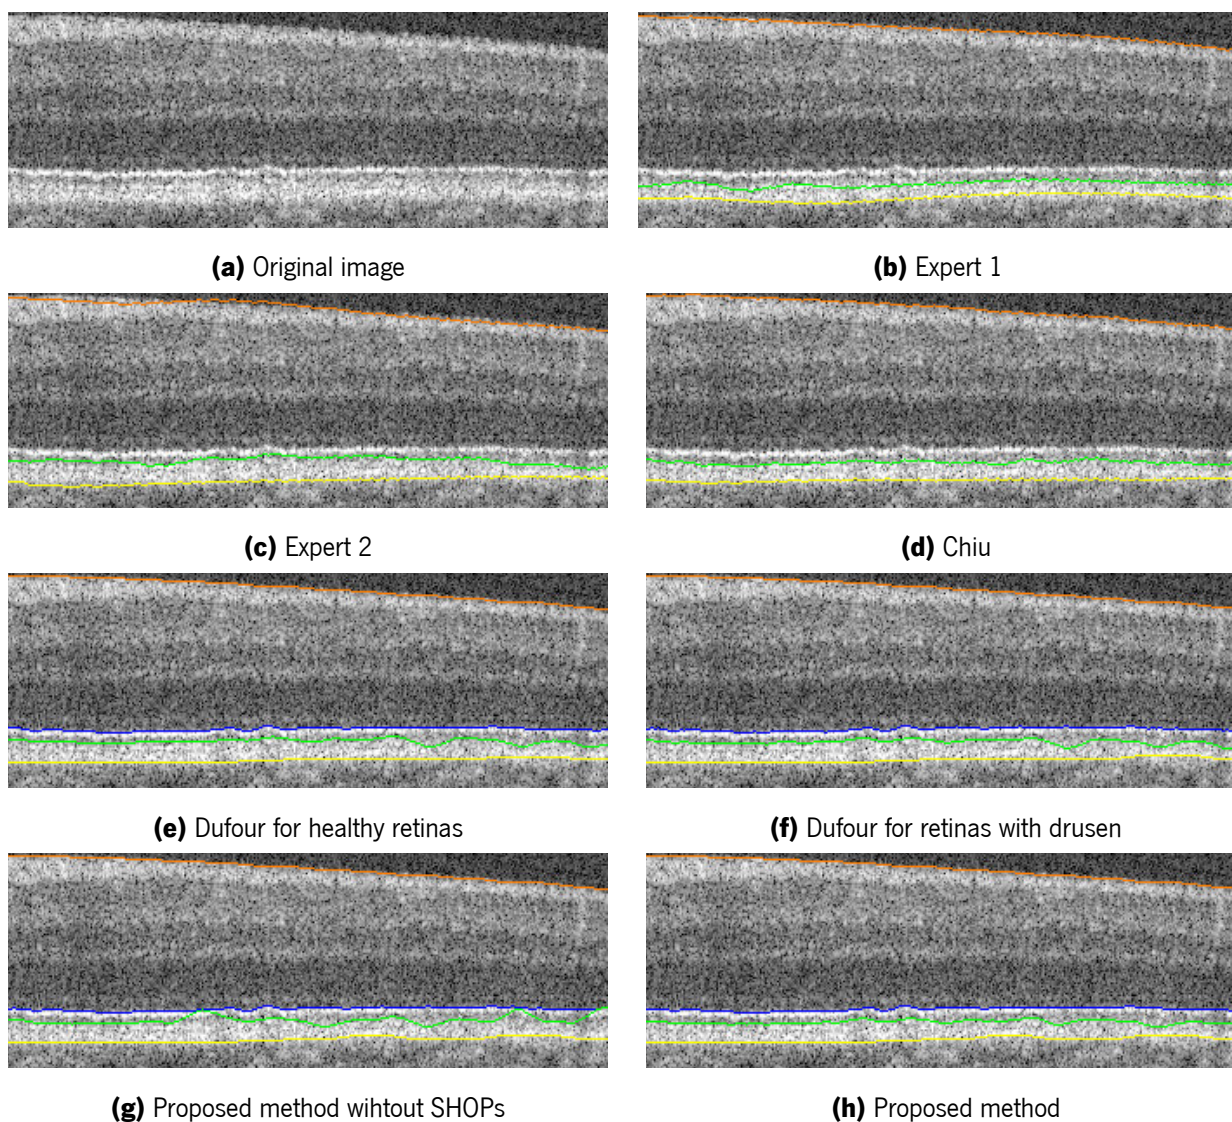 (a) Original image
(b) Expert 1
(c) Expert 2
(d) Chiu
(e) Dufour for healthy retinas
(f) Dufour for retinas with drusen
(g) Proposed method wihtout SHOPs
(h) Proposed method